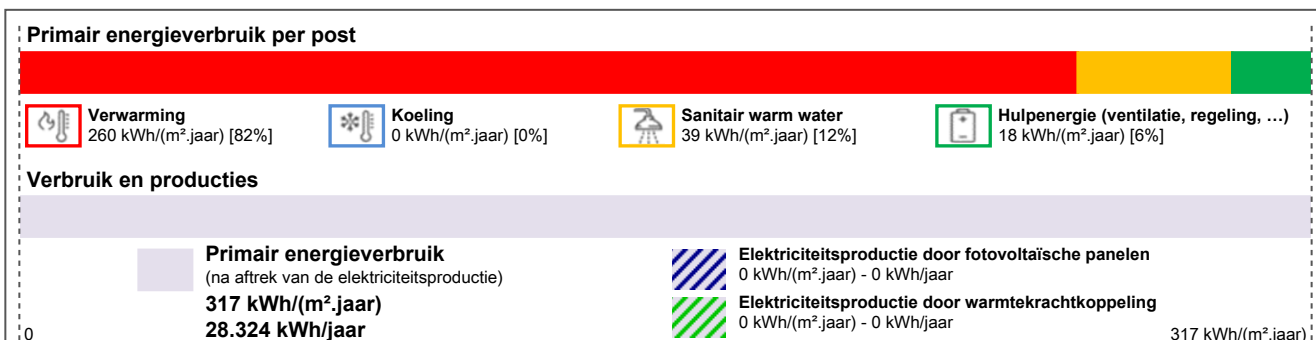 Primair energieverbruik per post
Verwarming
260 kWh/(m².jaar) [82%]
Koeling
0 kWh/(m².jaar) [0%]
Sanitair warm water
39 kWh/(m².jaar) [12%]
Hulpenergie (ventilatie, regeling, …)
18 kWh/(m².jaar) [6%]
Verbruik en producties
Primair energieverbruik
(na aftrek van de elektriciteitsproductie)
317 kWh/(m².jaar)
28.324 kWh/jaar
Elektriciteitsproductie door fotovoltaïsche panelen
0 kWh/(m².jaar) - 0 kWh/jaar
Elektriciteitsproductie door warmtekrachtkoppeling
0 kWh/(m².jaar) - 0 kWh/jaar
0
317 kWh/(m².jaar)